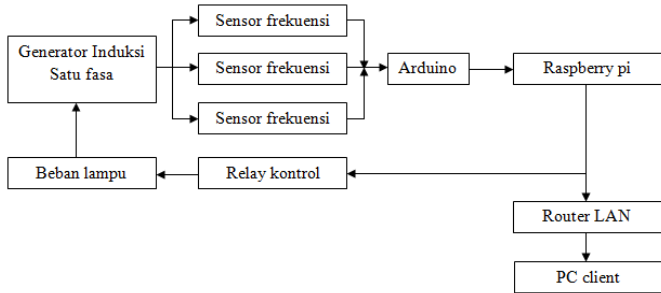 Sensor frekuensi
Generator Induksi
Satu fasa
Sensor frekuensi
Arduino
Raspberry pi
Sensor frekuensi
Beban lampu
Relay kontrol
Router LAN
PC client